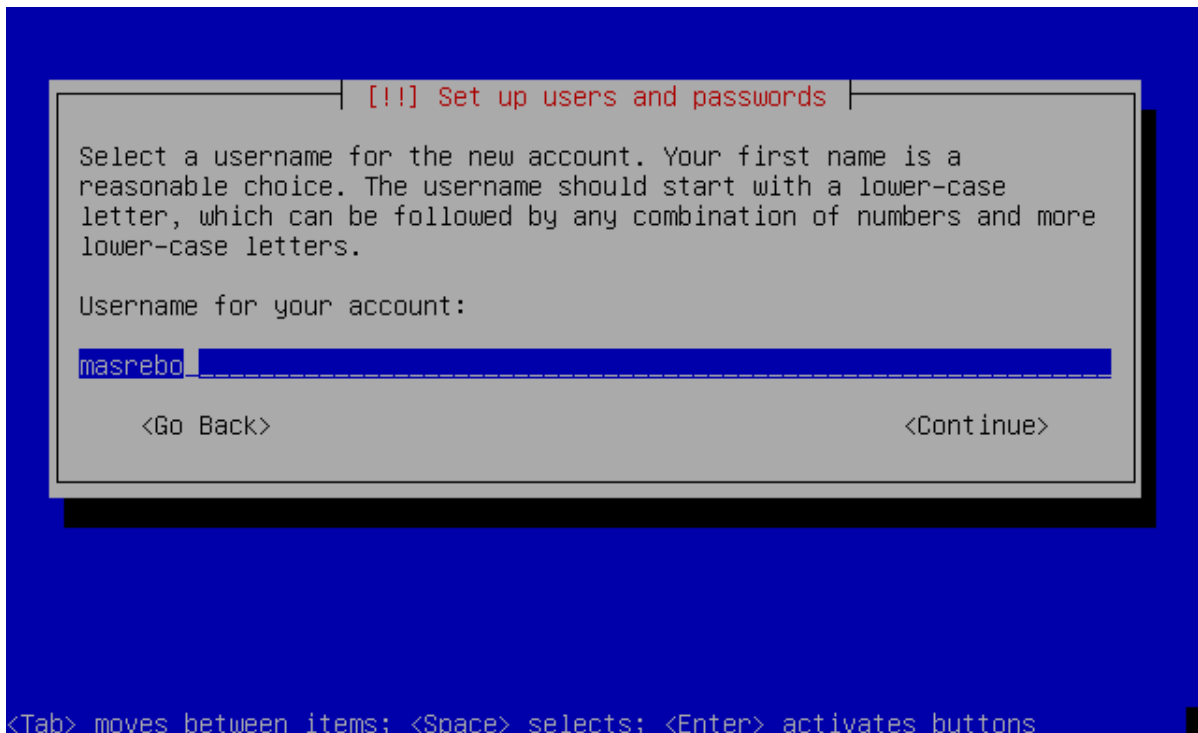 [!!] Set up users and passwords
Select a username for the new account. Your first name is a
reasonable choice. The username should start with a lower-case
letter, which can be followed by any combination of numbers and more
lower-case letters.
Username for your account:
masrebo
<Go Back> <Continue>
<Tab> moves between items; <Space> selects; <Enter> activates buttons